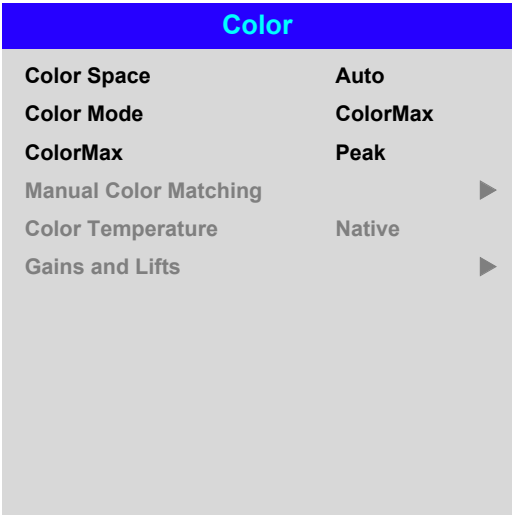 Color
Color Space Auto
Color Mode ColorMax
ColorMax Peak
Manual Color Matching
Color Temperature Native
Gains and Lifts